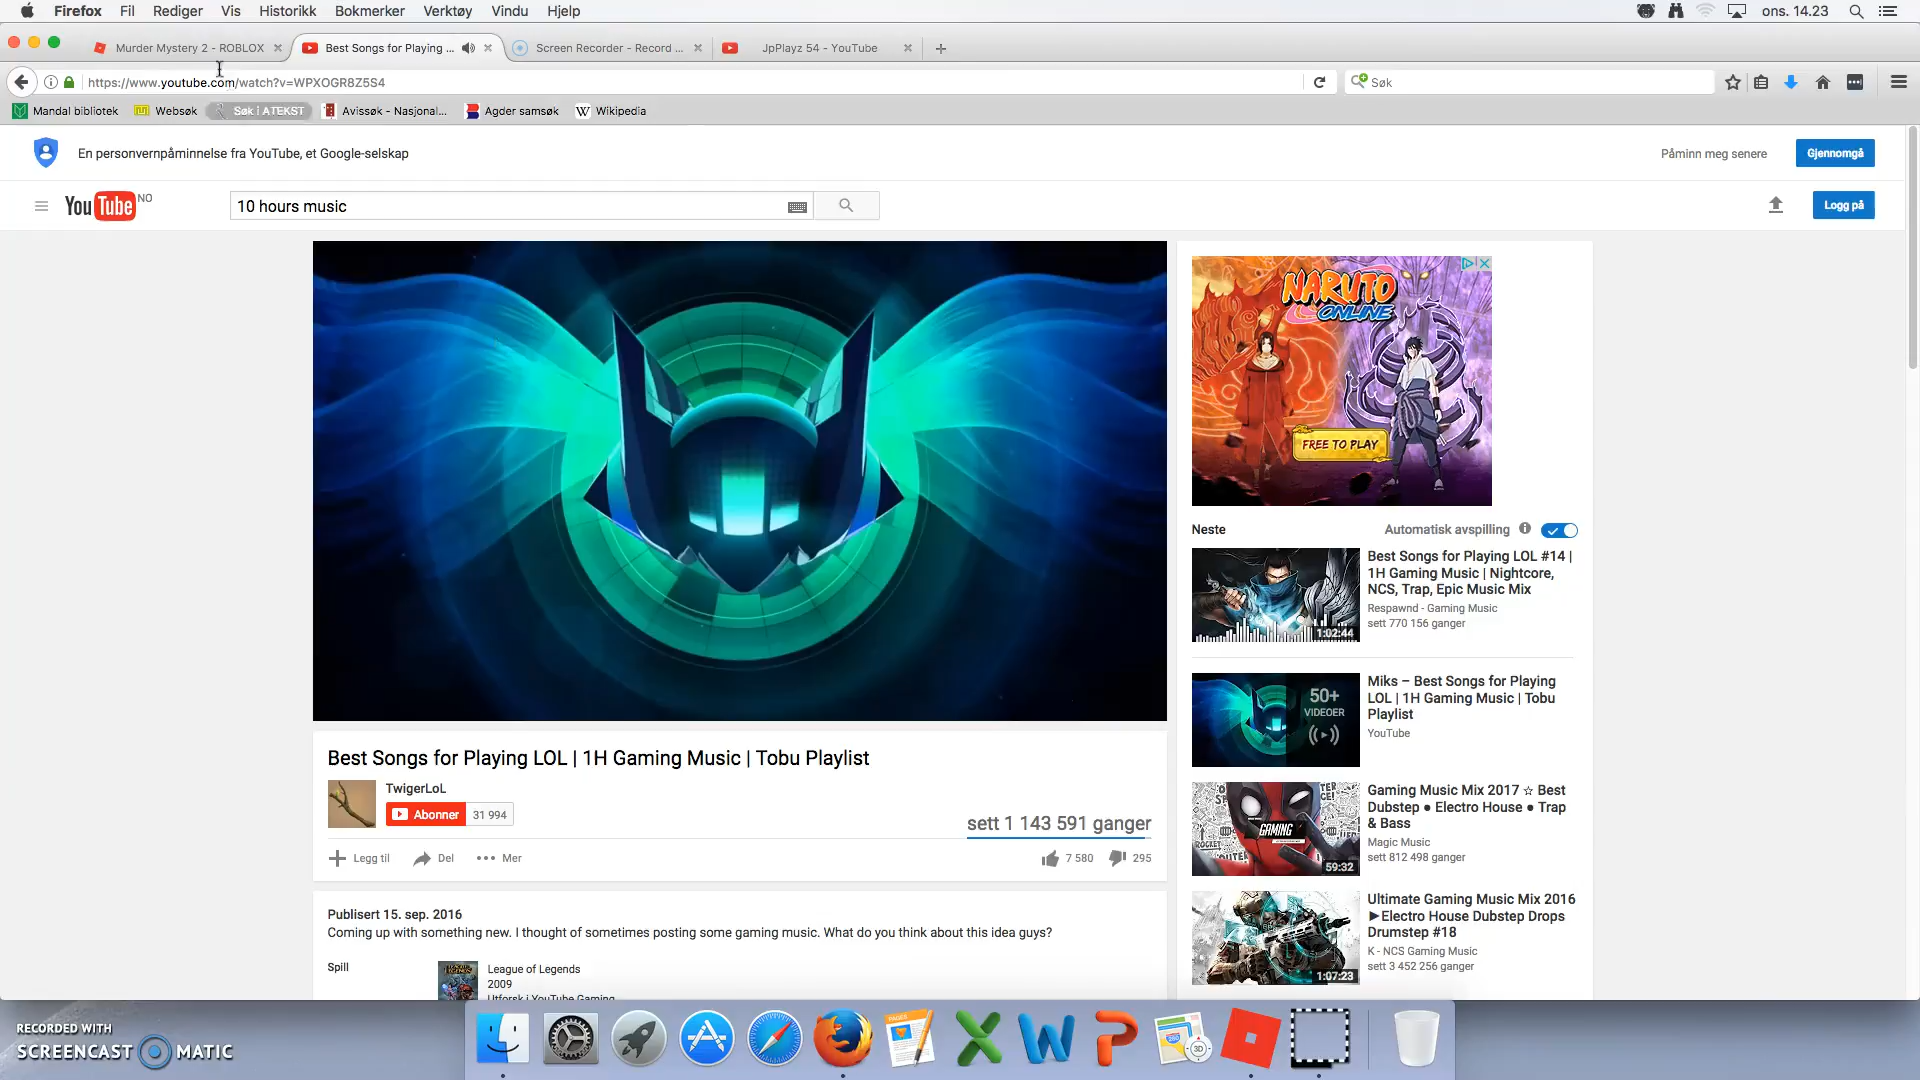 Firefox Fil Rediger Vis Historikk Bokmerker Verktøy Vindu Hjelp ons. 14.23
Murder Mystery 2 - ROBLOX
Best Songs for Playing ...
Screen Recorder - Record ...
JpPlayz 54 - YouTube
https://www.youtube.com/watch?v=WPXOGR8Z5S4
Søk
Mandal bibliotek
Websøk
Søk i ATEKST
Avissøk - Nasjonal...
Agder samsøk
Wikipedia
En personvernpåminnelse fra YouTube, et Google-selskap
Påminn meg senere
Gjennomgå
YouTube NO
10 hours music
Logg på
NARUTO
ONLINE
FREE TO PLAY
Neste
Automatisk avspilling
Best Songs for Playing LOL #14 |
1H Gaming Music | Nightcore,
NCS, Trap, Epic Music Mix
Respawnd - Gaming Music
sett 770 156 ganger
1:02:44
Miks – Best Songs for Playing
LOL | 1H Gaming Music | Tobu
Playlist
YouTube
50+
VIDEOER
Best Songs for Playing LOL | 1H Gaming Music | Tobu Playlist
TwigerLoL
Abonner 31 994
sett 1 143 591 ganger
Legg til
Del
Mer
7 580
295
Gaming Music Mix 2017 ☆ Best
Dubstep ● Electro House ● Trap
& Bass
Magic Music
sett 812 498 ganger
GAMING
59:32
Publisert 15. sep. 2016
Coming up with something new. I thought of sometimes posting some gaming music. What do you think about this idea guys?
Spill
League of Legends
2009
Utforsk i YouTube Gaming
Ultimate Gaming Music Mix 2016
►Electro House Dubstep Drops
Drumstep #18
K - NCS Gaming Music
sett 3 452 256 ganger
1:07:23
RECORDED WITH
SCREENCAST MATIC
PAGES
3D